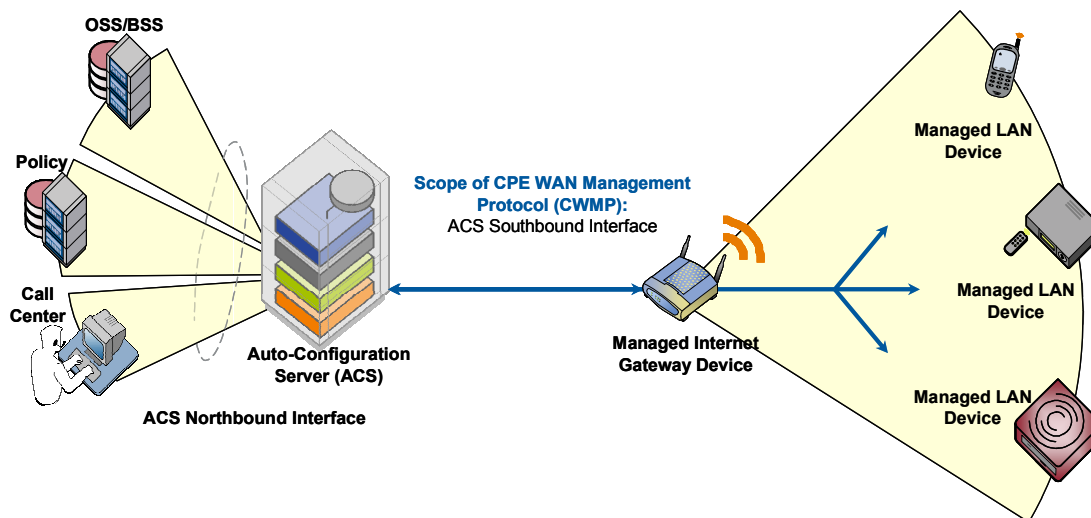 OSS/BSS
Policy
Call
Center
Auto-Configuration
Server (ACS)
ACS Northbound Interface
Scope of CPE WAN Management
Protocol (CWMP):
ACS Southbound Interface
Managed Internet
Gateway Device
Managed LAN
Device
Managed LAN
Device
Managed LAN
Device